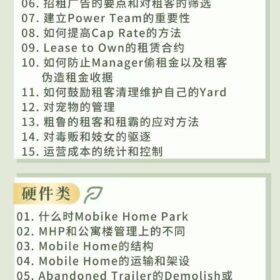 06. 招租广告的要点和对租客的筛选
07. 建立Power Team的重要性
08. 如何提高Cap Rate的方法
09. Lease to Own的租赁合约
10. 如何防止Manager偷租金以及租客
伪造租金收据
11. 如何鼓励租客清理维护自己的Yard
12. 对宠物的管理
13. 粗鲁的租客和租霸的应对方法
14. 对毒贩和妓女的驱逐
15. 运营成本的统计和控制
硬件类
01. 什么时Mobike Home Park
02. MHP和公寓楼管理上的不同
03. Mobile Home的结构
04. Mobile Home的运输和架设
05. Abandoned Trailer的Demolish或